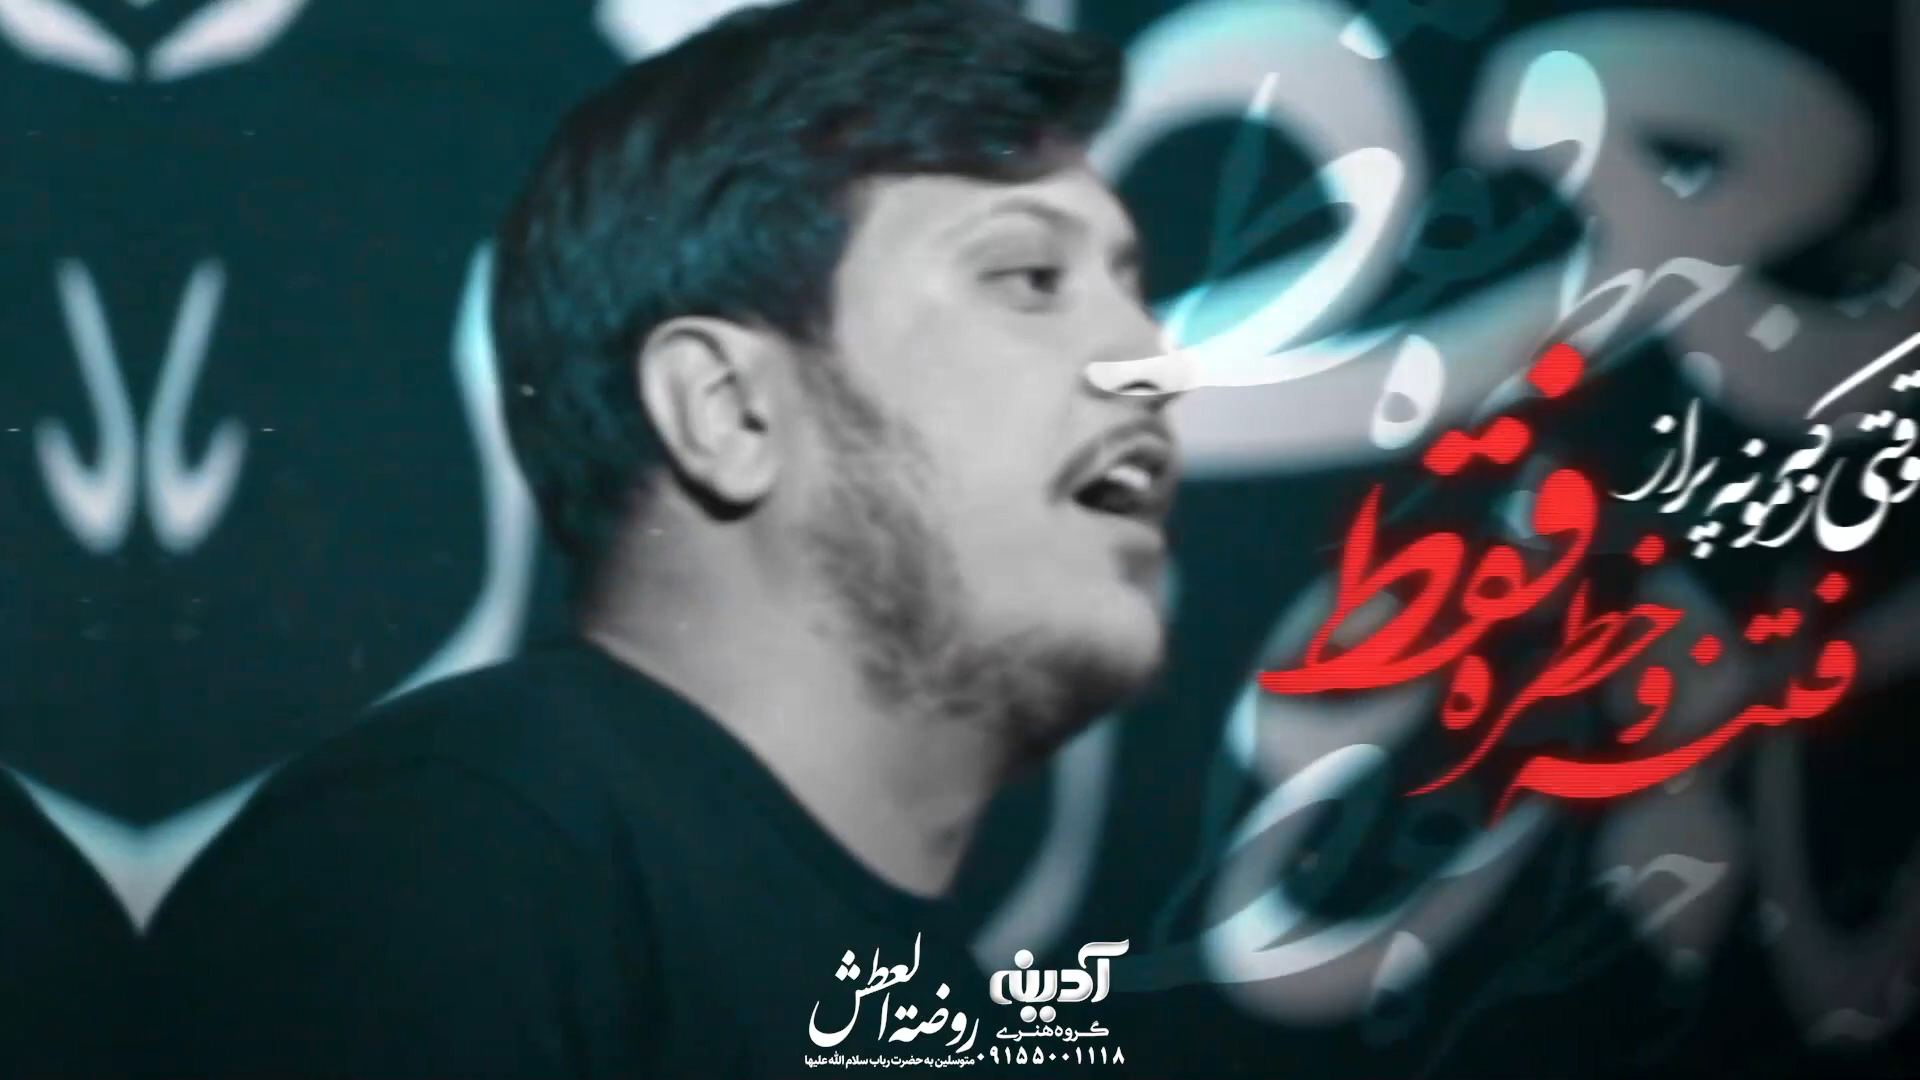 وقتی که زمونه پر از
فتنه و خطره فقط
آدینه
گروه هنری
۰۹۱۵۵۰۰۱۱۱۸
روضة العطش
متوسلین به حضرت رباب سلام الله علیها